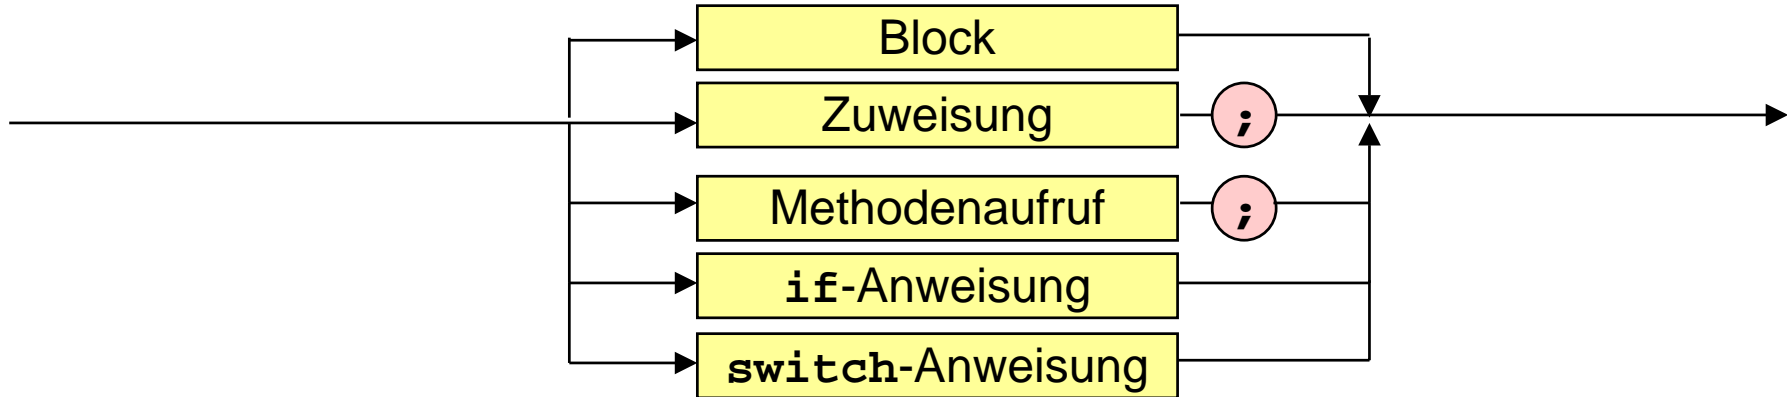 Block
Zuweisung ;
Methodenaufruf ;
if-Anweisung
switch-Anweisung